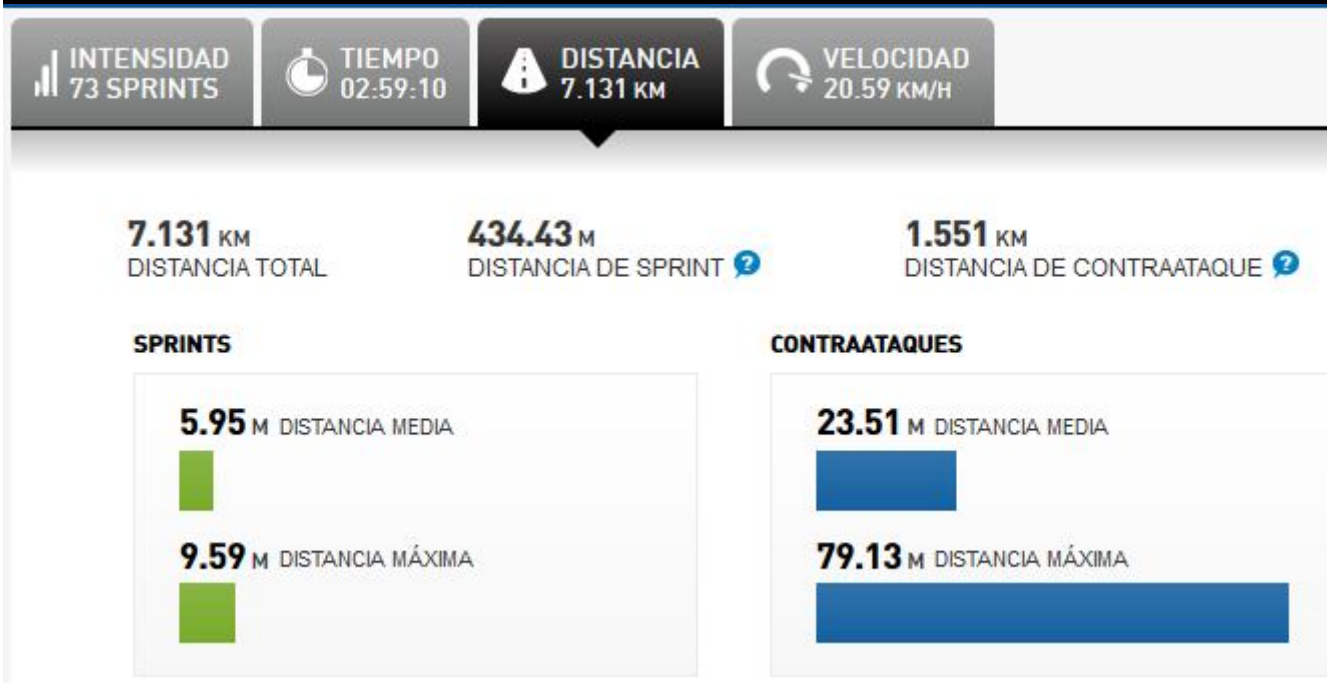 INTENSIDAD
73 SPRINTS
TIEMPO
02:59:10
DISTANCIA
7.131 KM
VELOCIDAD
20.59 KM/H
7.131 KM
DISTANCIA TOTAL
434.43 M
DISTANCIA DE SPRINT ?
1.551 KM
DISTANCIA DE CONTRAATAQUE ?
SPRINTS
5.95 M DISTANCIA MEDIA
9.59 M DISTANCIA MÁXIMA
CONTRAATAQUES
23.51 M DISTANCIA MEDIA
79.13 M DISTANCIA MÁXIMA